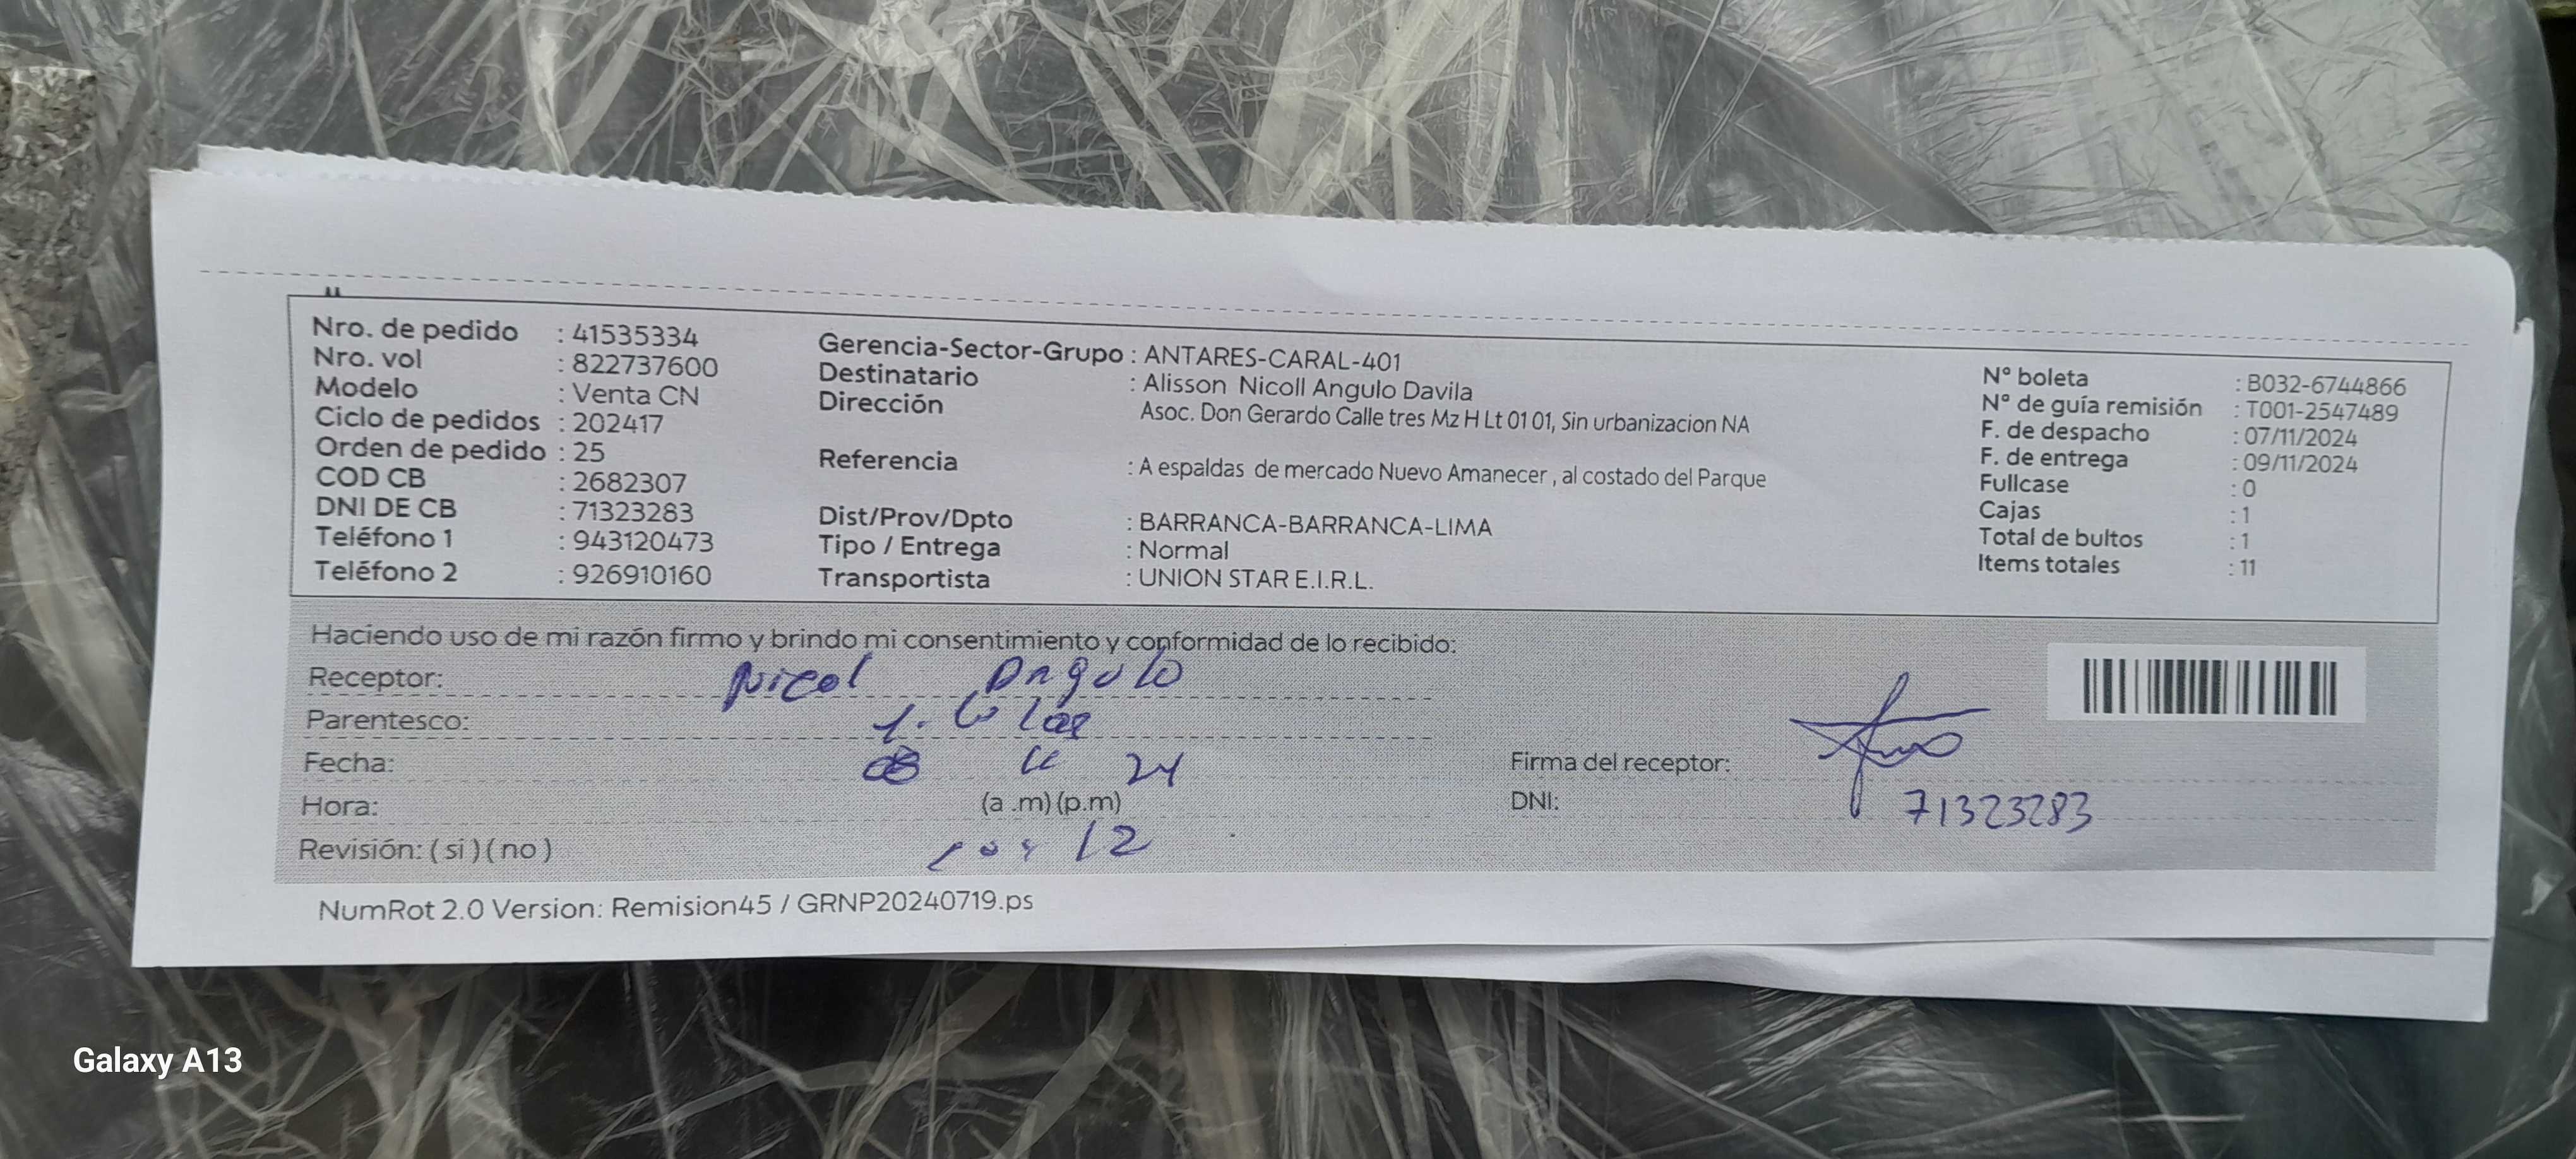 Nro. de pedido : 41535334
Nro. vol : 822737600
Modelo : Venta CN
Ciclo de pedidos : 202417
Orden de pedido : 25
COD CB : 2682307
DNI DE CB : 71323283
Teléfono 1 : 943120473
Teléfono 2 : 926910160
Gerencia-Sector-Grupo : ANTARES-CARAL-401
Destinatario : Alisson Nicoll Angulo Davila
Dirección Asoc. Don Gerardo Calle tres Mz H Lt 01 01, Sin urbanizacion NA
Referencia : A espaldas de mercado Nuevo Amanecer , al costado del Parque
Dist/Prov/Dpto : BARRANCA-BARRANCA-LIMA
Tipo / Entrega : Normal
Transportista : UNION STAR E.I.R.L.
N° boleta : B032-6744866
N° de guía remisión : T001-2547489
F. de despacho : 07/11/2024
F. de entrega : 09/11/2024
Fullcase : 0
Cajas : 1
Total de bultos : 1
Items totales : 11
Haciendo uso de mi razón firmo y brindo mi consentimiento y conformidad de lo recibido:
Receptor: Nicol Angulo
Parentesco:
Fecha: 08 11 24
Hora: (a .m) (p.m)
Revisión: ( si ) ( no ) 12
Firma del receptor:
DNI: 71323283
NumRot 2.0 Version: Remision45 / GRNP20240719.ps
Galaxy A13